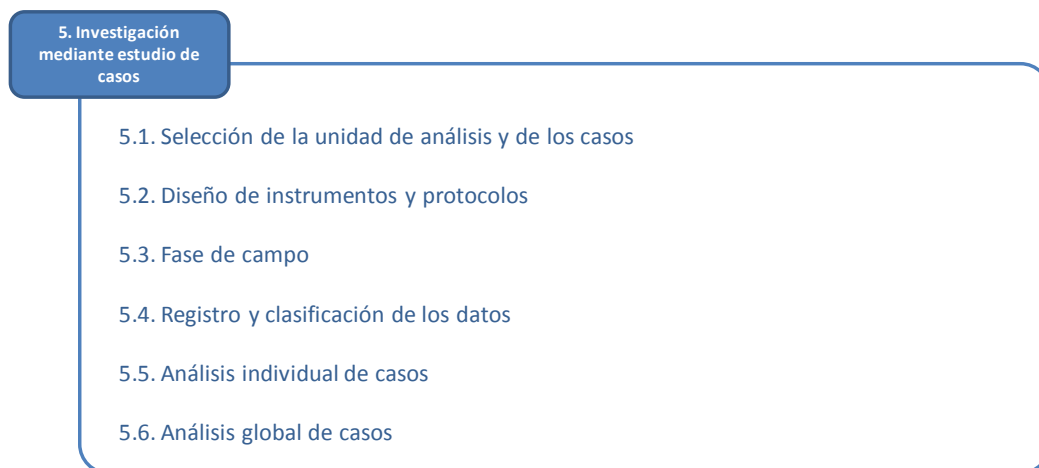 5. Investigación
mediante estudio de
casos
5.1. Selección de la unidad de análisis y de los casos
5.2. Diseño de instrumentos y protocolos
5.3. Fase de campo
5.4. Registro y clasificación de los datos
5.5. Análisis individual de casos
5.6. Análisis global de casos